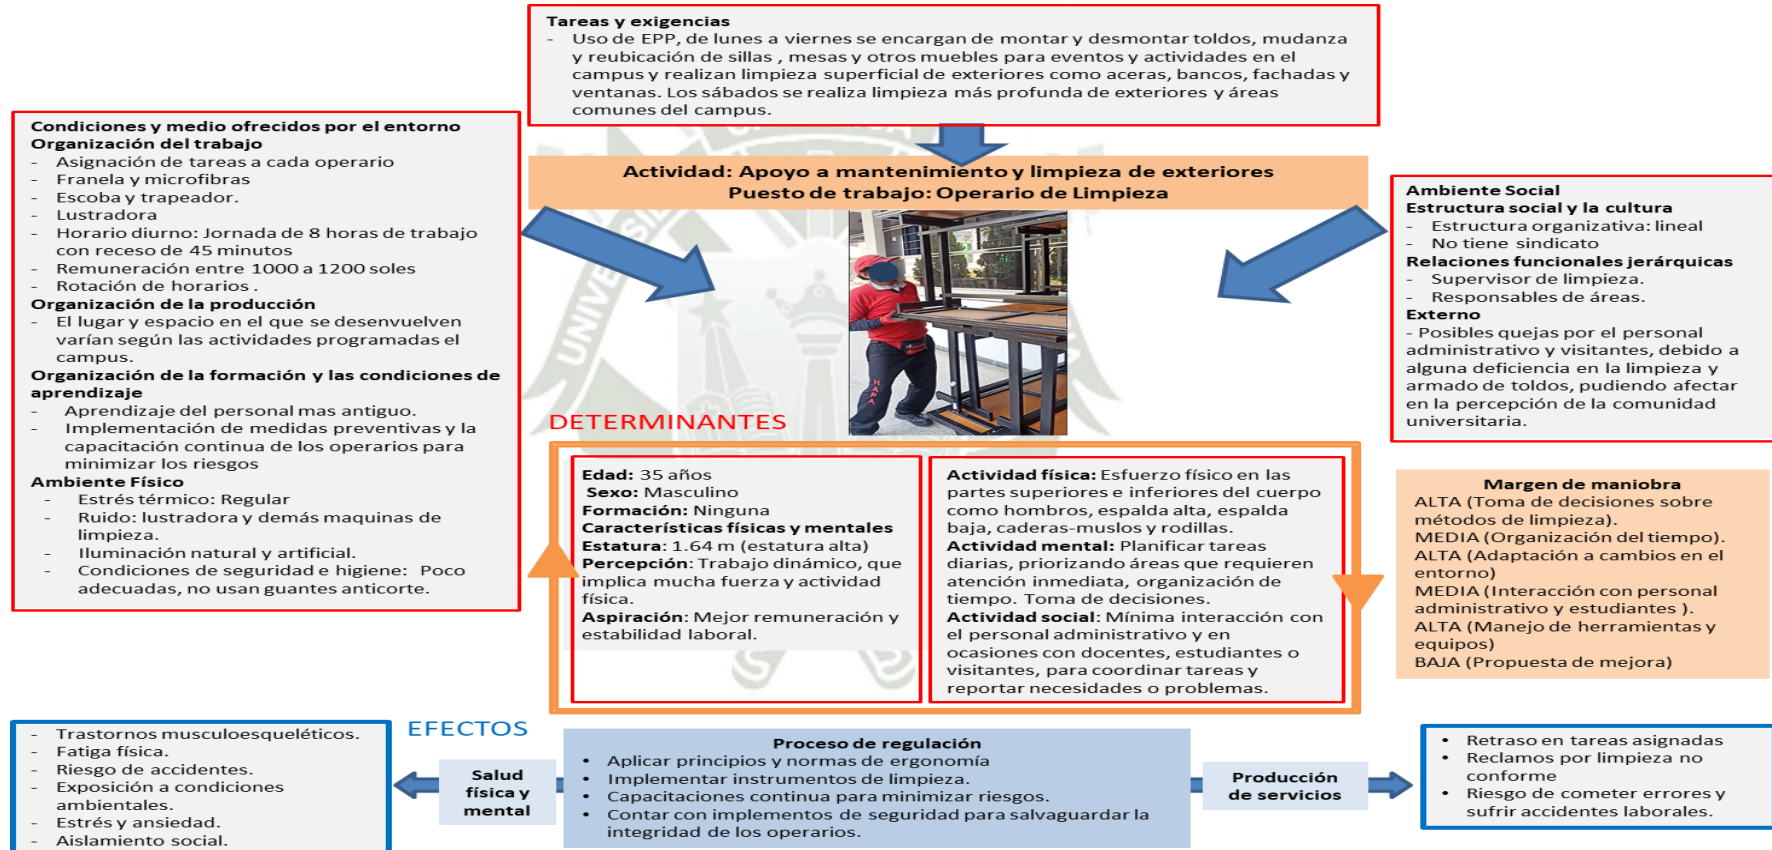 Tareas y exigencias
- Uso de EPP, de lunes a viernes se encargan de montar y desmontar toldos, mudanza
y reubicación de sillas , mesas y otros muebles para eventos y actividades en el
campus y realizan limpieza superficial de exteriores como aceras, bancos, fachadas y
ventanas. Los sábados se realiza limpieza más profunda de exteriores y áreas
comunes del campus.
Condiciones y medio ofrecidos por el entorno
Organización del trabajo
- Asignación de tareas a cada operario
- Franela y microfibras
- Escoba y trapeador.
- Lustradora
- Horario diurno: Jornada de 8 horas de trabajo
con receso de 45 minutos
- Remuneración entre 1000 a 1200 soles
- Rotación de horarios .
Organización de la producción
- El lugar y espacio en el que se desenvuelven
varían según las actividades programadas el
campus.
Organización de la formación y las condiciones de
aprendizaje
- Aprendizaje del personal mas antiguo.
- Implementación de medidas preventivas y la
capacitación continua de los operarios para
minimizar los riesgos
Ambiente Físico
- Estrés térmico: Regular
- Ruido: lustradora y demás maquinas de
limpieza.
- Iluminación natural y artificial.
- Condiciones de seguridad e higiene: Poco
adecuadas, no usan guantes anticorte.
Actividad: Apoyo a mantenimiento y limpieza de exteriores
Puesto de trabajo: Operario de Limpieza
HAPA
Ambiente Social
Estructura social y la cultura
- Estructura organizativa: lineal
- No tiene sindicato
Relaciones funcionales jerárquicas
- Supervisor de limpieza.
- Responsables de áreas.
Externo
- Posibles quejas por el personal
administrativo y visitantes, debido a
alguna deficiencia en la limpieza y
armado de toldos, pudiendo afectar
en la percepción de la comunidad
universitaria.
DETERMINANTES
Edad: 35 años
Sexo: Masculino
Formación: Ninguna
Características físicas y mentales
Estatura: 1.64 m (estatura alta)
Percepción: Trabajo dinámico, que
implica mucha fuerza y actividad
física.
Aspiración: Mejor remuneración y
estabilidad laboral.
Actividad física: Esfuerzo físico en las
partes superiores e inferiores del cuerpo
como hombros, espalda alta, espalda
baja, caderas-muslos y rodillas.
Actividad mental: Planificar tareas
diarias, priorizando áreas que requieren
atención inmediata, organización de
tiempo. Toma de decisiones.
Actividad social: Mínima interacción con
el personal administrativo y en
ocasiones con docentes, estudiantes o
visitantes, para coordinar tareas y
reportar necesidades o problemas.
Margen de maniobra
ALTA (Toma de decisiones sobre
métodos de limpieza).
MEDIA (Organización del tiempo).
ALTA (Adaptación a cambios en el
entorno)
MEDIA (Interacción con personal
administrativo y estudiantes ).
ALTA (Manejo de herramientas y
equipos)
BAJA (Propuesta de mejora)
EFECTOS
- Trastornos musculoesqueléticos.
- Fatiga física.
- Riesgo de accidentes.
- Exposición a condiciones
ambientales.
- Estrés y ansiedad.
- Aislamiento social.
Salud
física y
mental
Proceso de regulación
• Aplicar principios y normas de ergonomía
• Implementar instrumentos de limpieza.
• Capacitaciones continua para minimizar riesgos.
• Contar con implementos de seguridad para salvaguardar la
integridad de los operarios.
Producción
de servicios
• Retraso en tareas asignadas
• Reclamos por limpieza no
conforme
• Riesgo de cometer errores y
sufrir accidentes laborales.